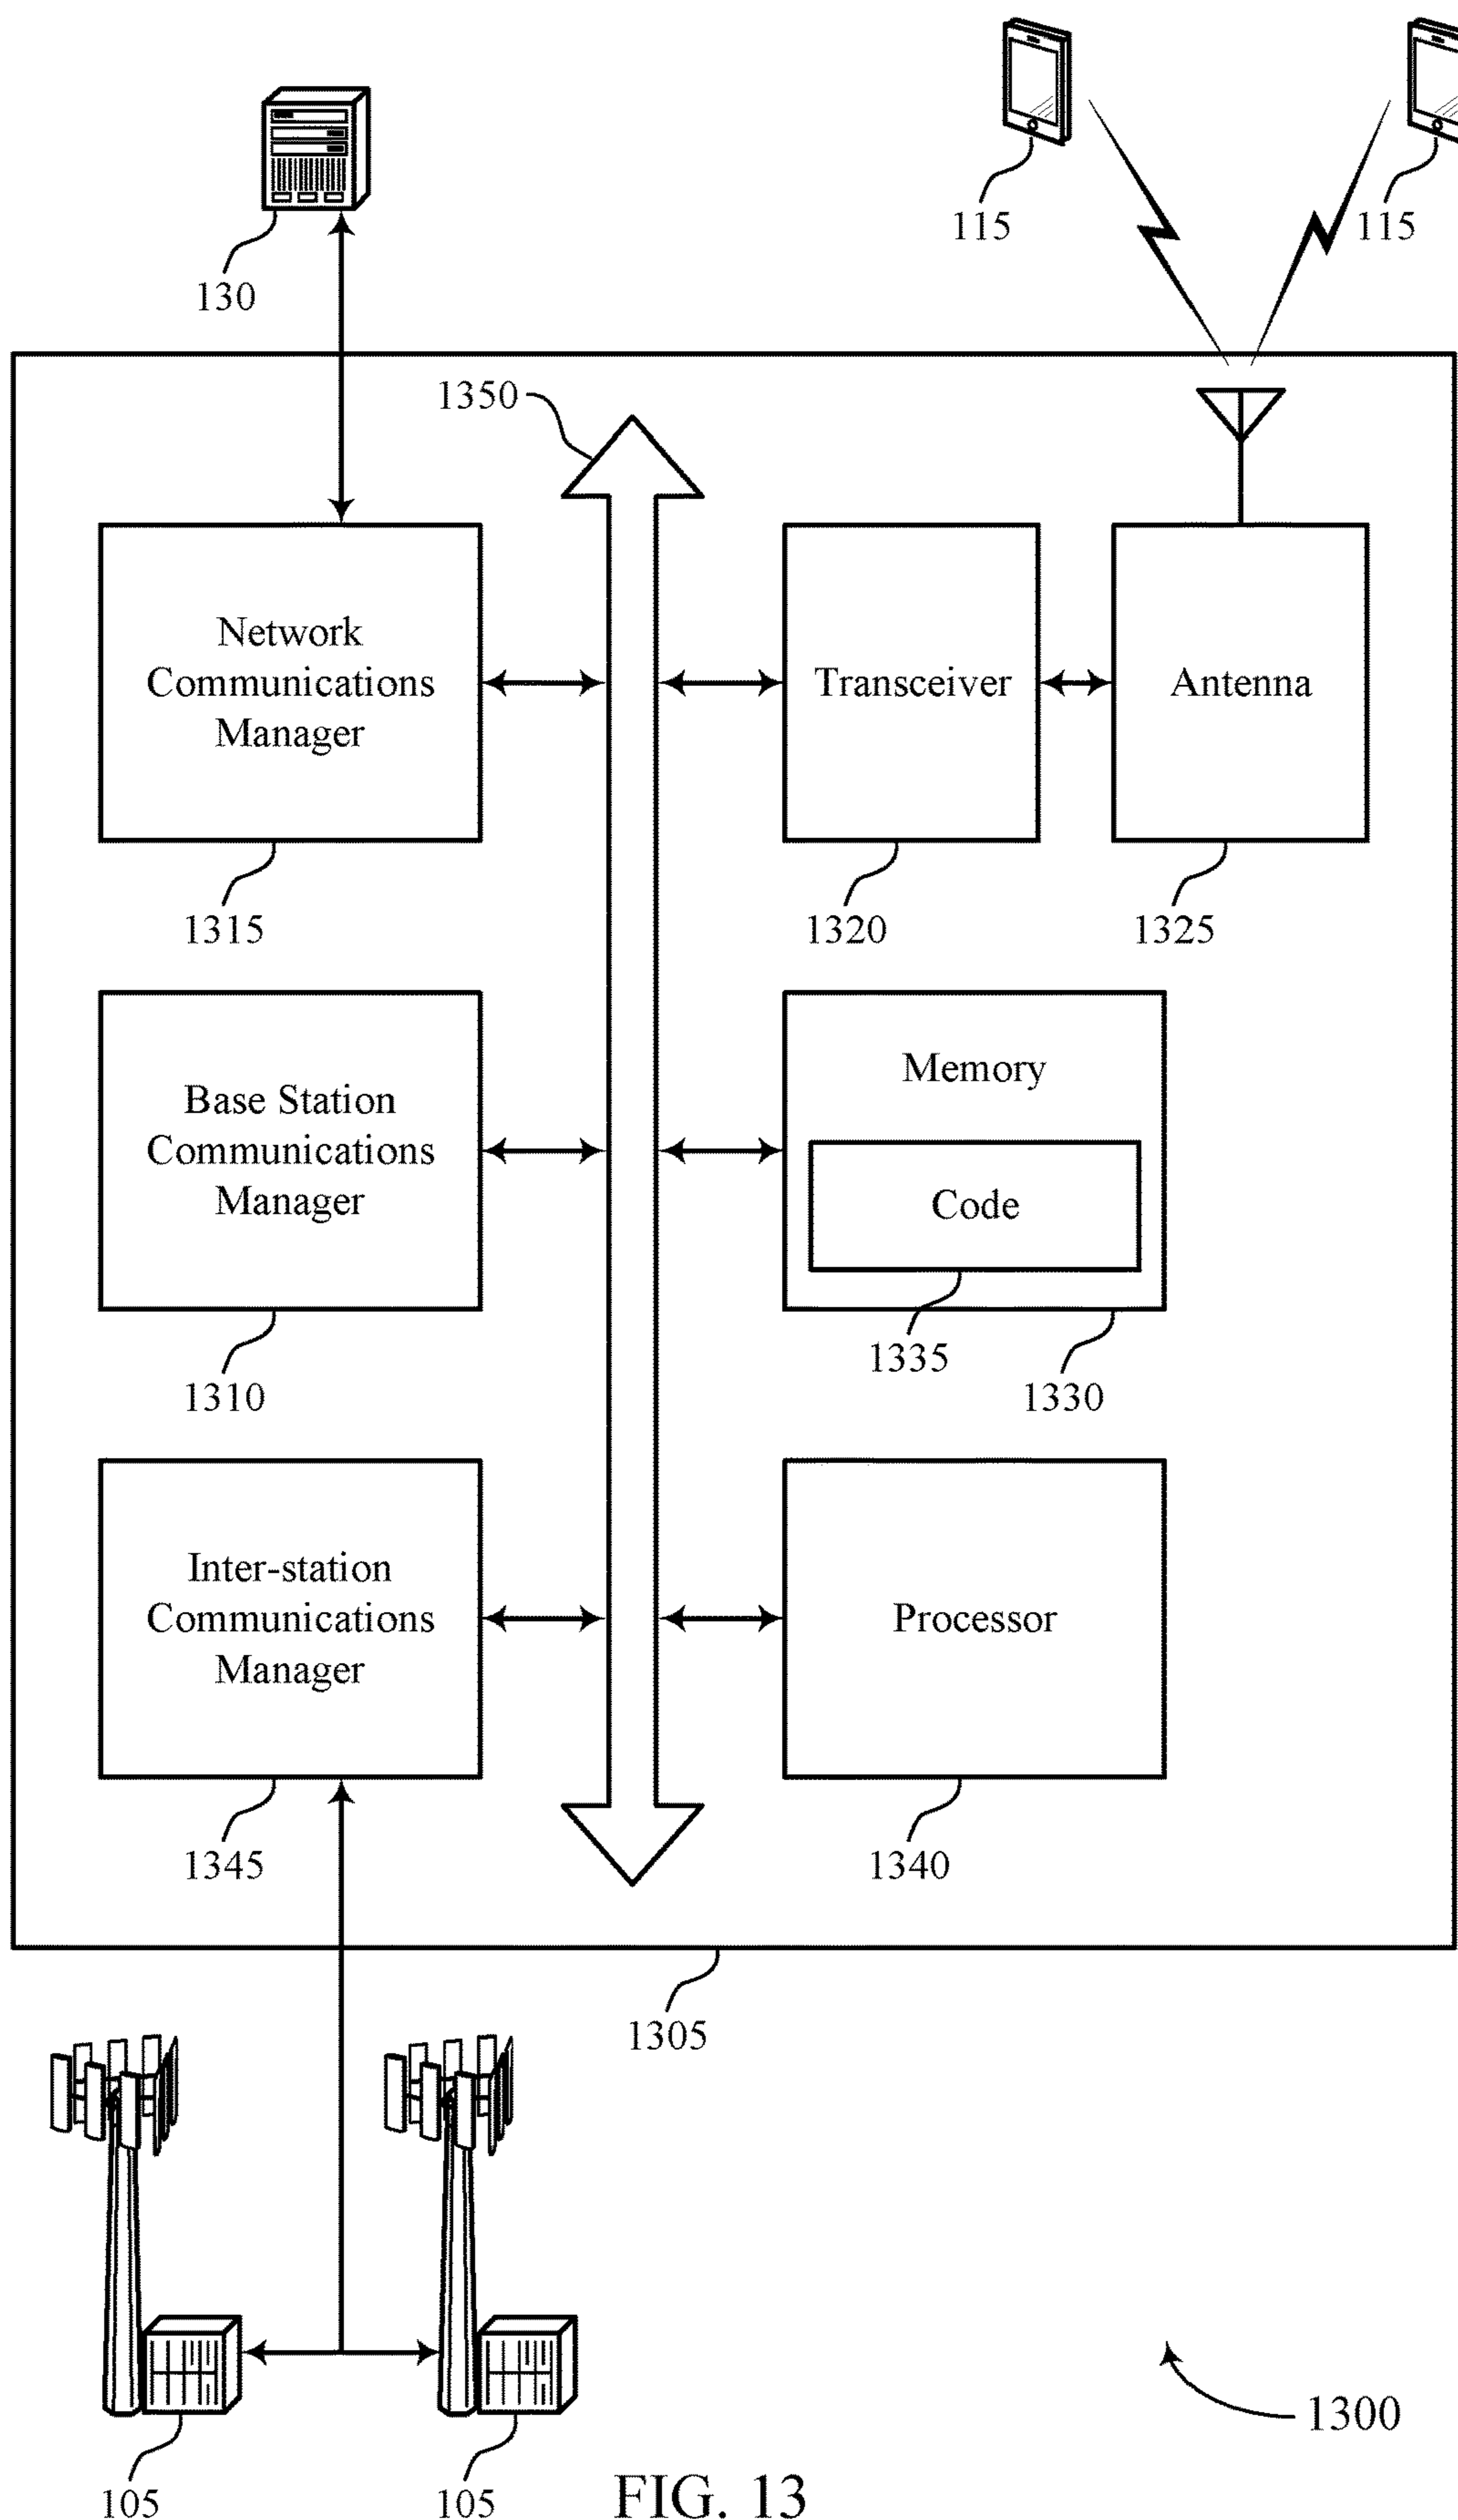 115
115
130
1350
Network
Communications
Manager
Transceiver
Antenna
1315
1320
1325
Base Station
Communications
Manager
Memory
Code
1310
1335
1330
Inter-station
Communications
Manager
Processor
1345
1340
1305
1300
105
105
FIG. 13